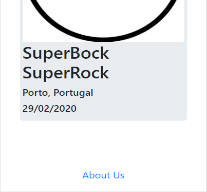 SuperBock
SuperRock
Porto, Portugal
29/02/2020
About Us